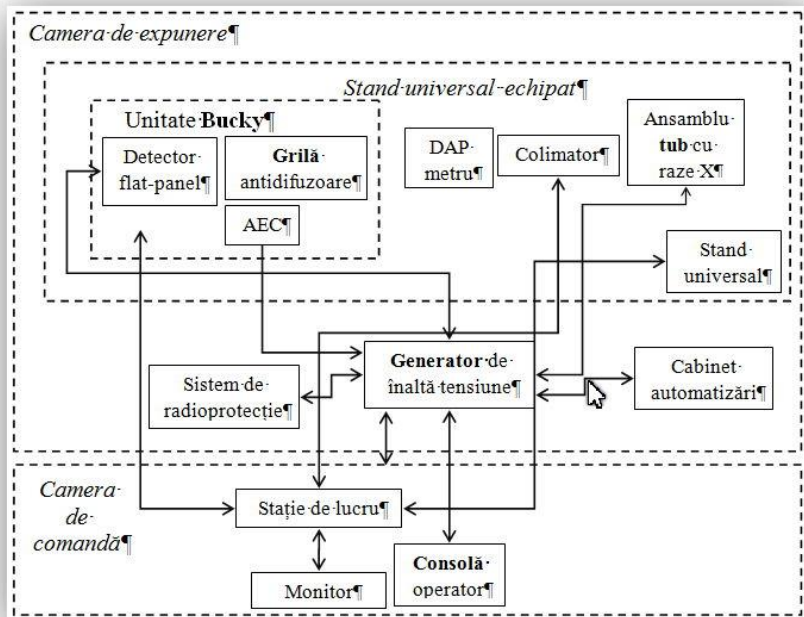 Camera·de·expunere¶
Stand·universal·echipat¶
Unitate·Bucky¶
Detector·
flat-panel¶
Grilă·
antidifuzoare¶
AEC¶
DAP·
metru¶
Colimator¶
Ansamblu·
tub·cu·
raze·X¶
Stand·
universal¶
Generator·de·
înaltă·tensiune¶
Sistem·de·
radioprotecție¶
Cabinet·
automatizări¶
Camera·
de·
comandă¶
Stație·de·lucru¶
Monitor¶
Consolă·
operator¶